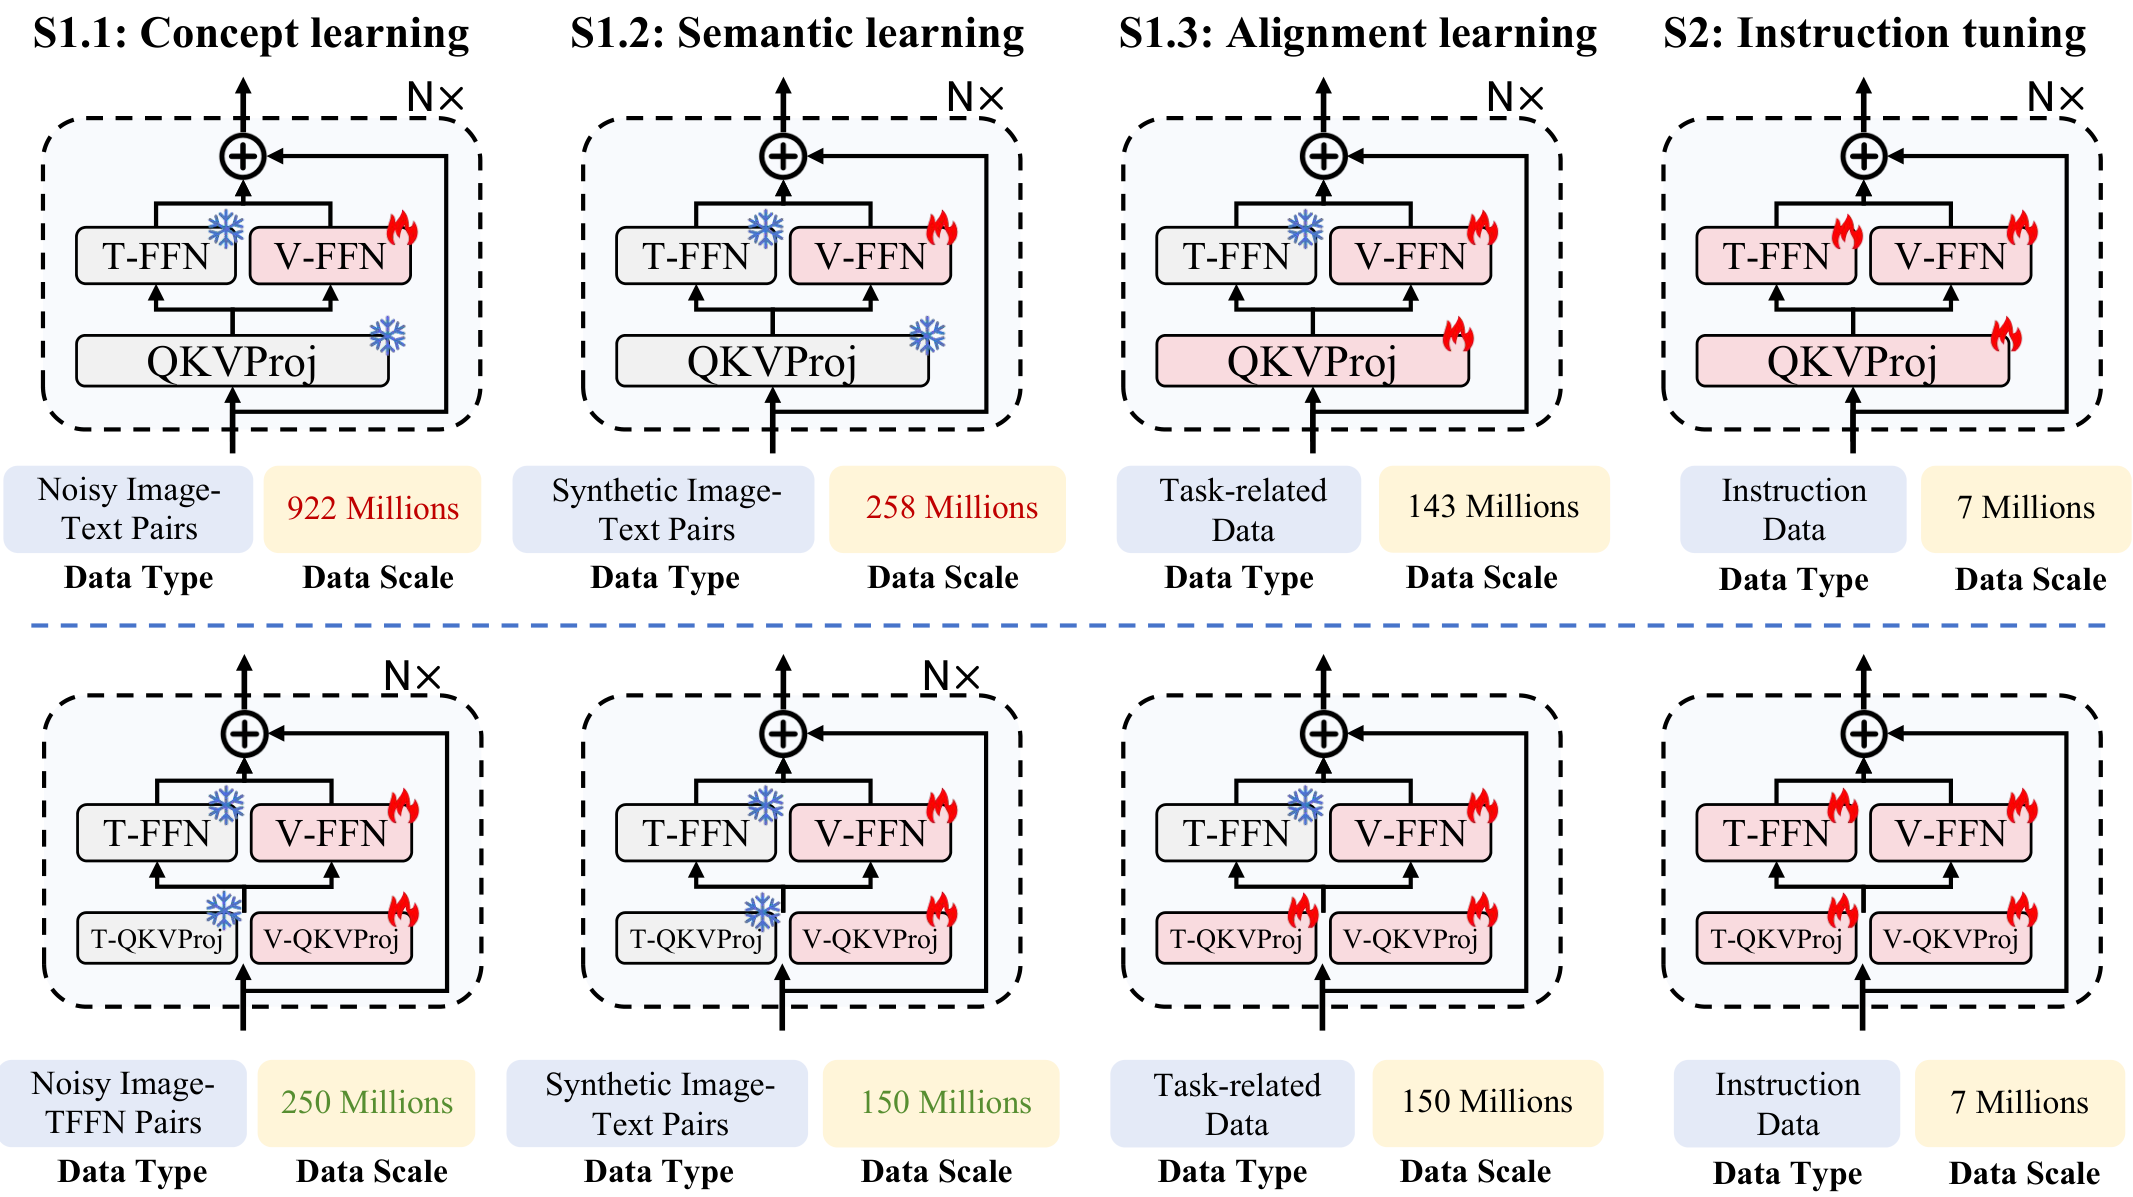 S1.1: Concept learning
S1.2: Semantic learning
S1.3: Alignment learning
S2: Instruction tuning
N×
N×
N×
N×
T-FFN
V-FFN
T-FFN
V-FFN
T-FFN
V-FFN
T-FFN
V-FFN
QKVProj
QKVProj
QKVProj
QKVProj
Noisy Image-
Text Pairs
922 Millions
Synthetic Image-
Text Pairs
258 Millions
Task-related
Data
143 Millions
Instruction
Data
7 Millions
Data Type
Data Scale
Data Type
Data Scale
Data Type
Data Scale
Data Type
Data Scale
N×
N×
T-FFN
V-FFN
T-FFN
V-FFN
T-FFN
V-FFN
T-FFN
V-FFN
T-QKVProj
V-QKVProj
T-QKVProj
V-QKVProj
T-QKVProj
V-QKVProj
T-QKVProj
V-QKVProj
Noisy Image-
TFFN Pairs
250 Millions
Synthetic Image-
Text Pairs
150 Millions
Task-related
Data
150 Millions
Instruction
Data
7 Millions
Data Type
Data Scale
Data Type
Data Scale
Data Type
Data Scale
Data Type
Data Scale